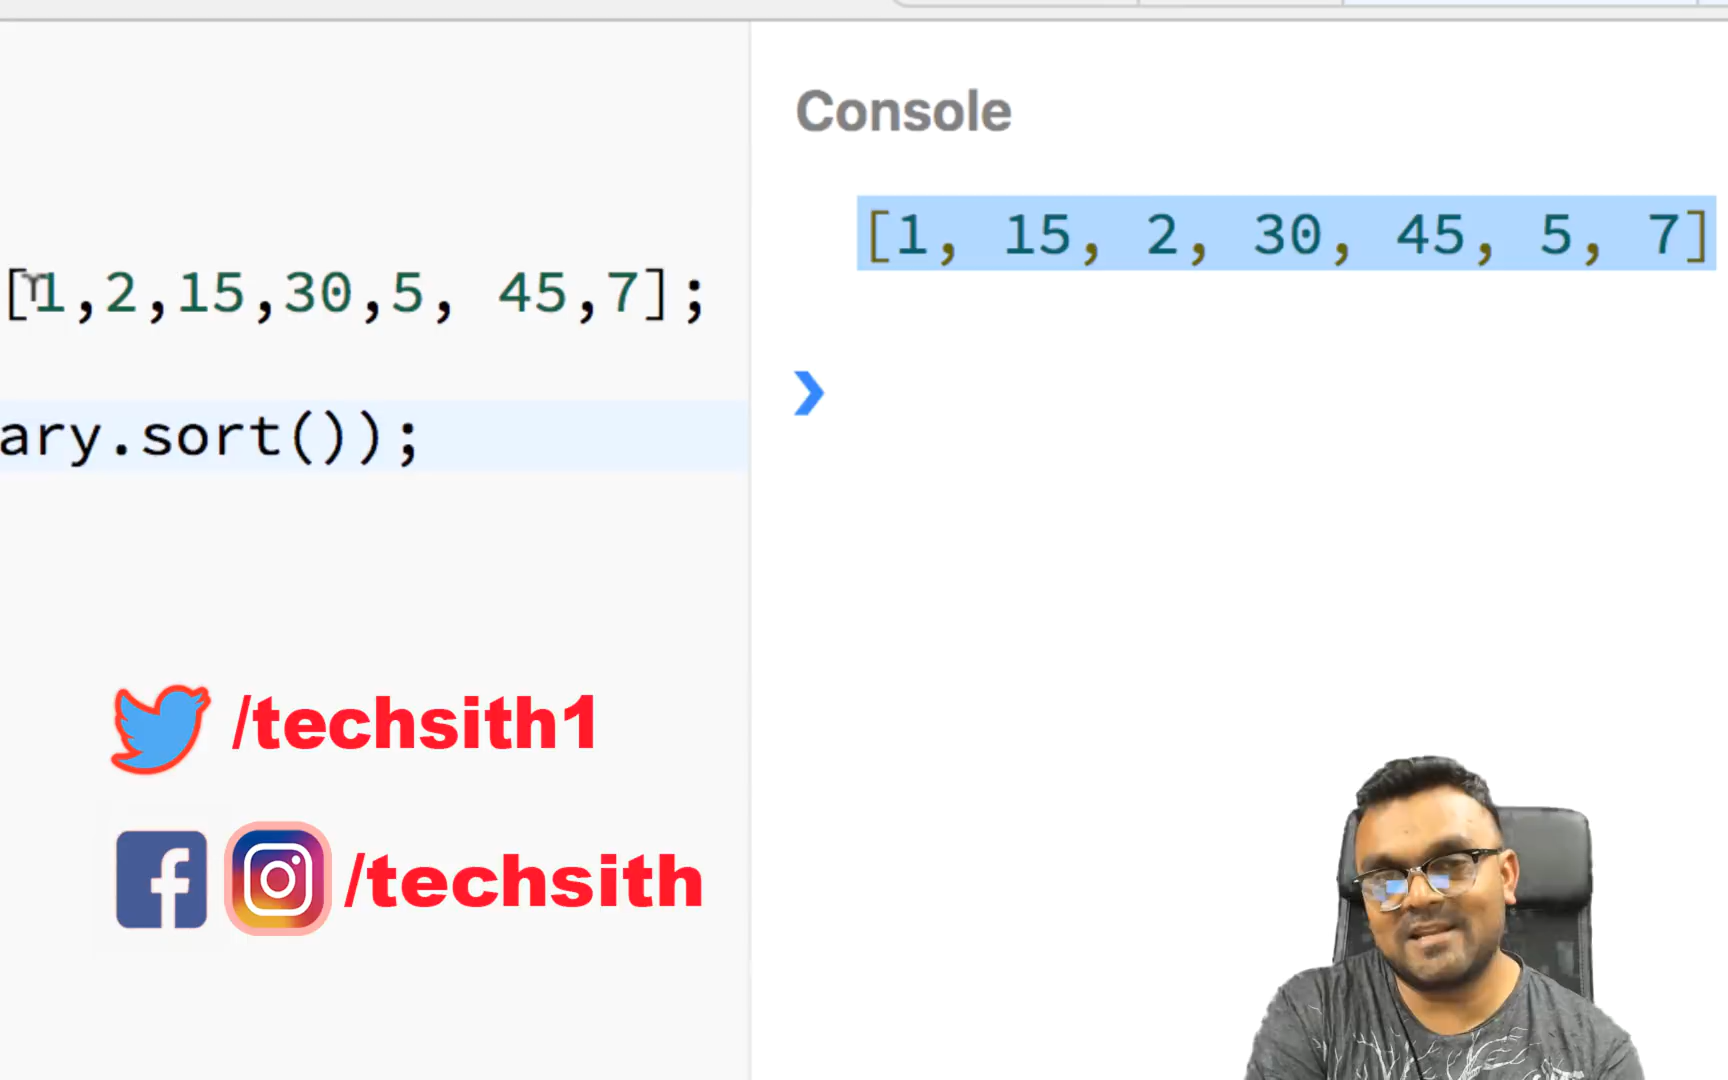 Console
[1, 15, 2, 30, 45, 5, 7]
[1,2,15,30,5, 45,7];
ary.sort());
/techsith1
/techsith